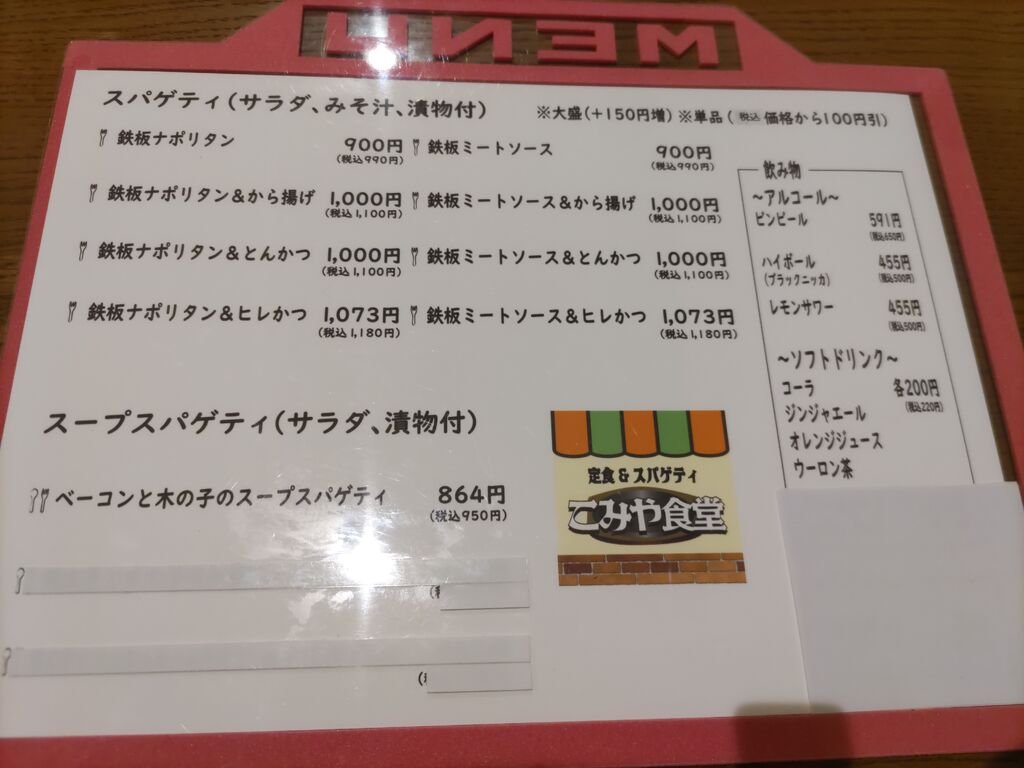 MENU
スパゲティ(サラダ、みそ汁、漬物付)
※大盛(+150円増) ※単品(税込価格から100円引)
鉄板ナポリタン 900円
(税込990円)
鉄板ミートソース 900円
(税込990円)
鉄板ナポリタン&から揚げ 1,000円
(税込1,100円)
鉄板ミートソース&から揚げ 1,000円
(税込1,100円)
鉄板ナポリタン&とんかつ 1,000円
(税込1,100円)
鉄板ミートソース&とんかつ 1,000円
(税込1,100円)
鉄板ナポリタン&ヒレかつ 1,073円
(税込1,180円)
鉄板ミートソース&ヒレかつ 1,073円
(税込1,180円)
飲み物
~アルコール~
ビンビール 591円
(税込650円)
ハイボール 455円
(ブラックニッカ) (税込500円)
レモンサワー 455円
(税込500円)
~ソフトドリンク~
コーラ 各200円
(税込220円)
ジンジャエール
オレンジジュース
ウーロン茶
スープスパゲティ(サラダ、漬物付)
ベーコンと木の子のスープスパゲティ 864円
(税込950円)
定食&スパゲティ
こみや食堂